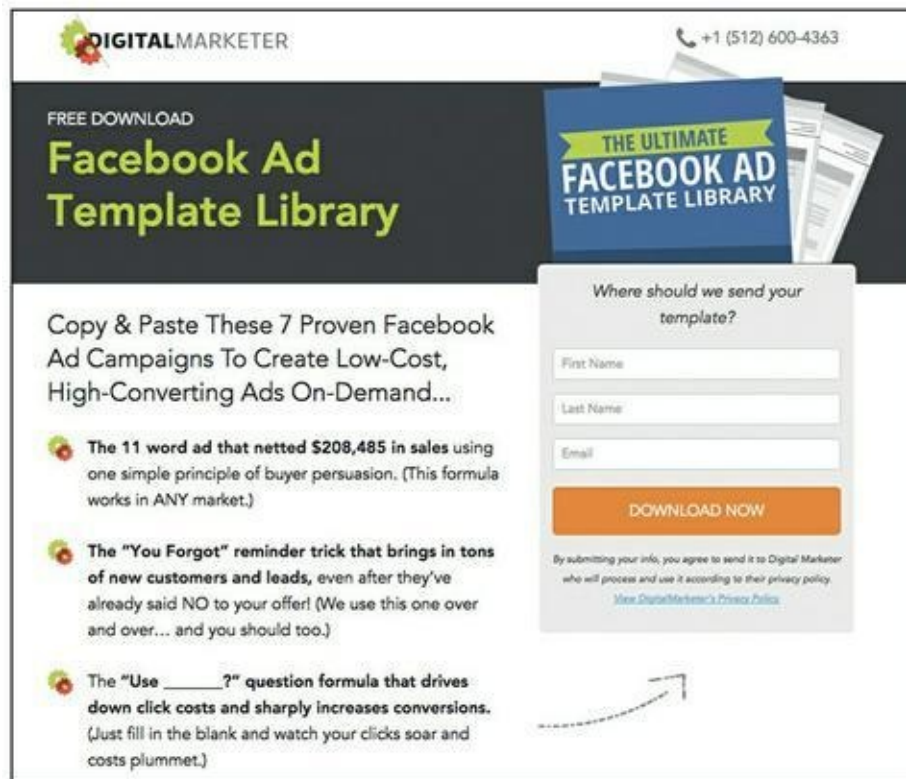 DIGITALMARKETER
+1 (512) 600-4363
FREE DOWNLOAD
Facebook Ad
Template Library
THE ULTIMATE
FACEBOOK AD
TEMPLATE LIBRARY
Copy & Paste These 7 Proven Facebook
Ad Campaigns To Create Low-Cost,
High-Converting Ads On-Demand...
The 11 word ad that netted $208,485 in sales using
one simple principle of buyer persuasion. (This formula
works in ANY market.)
The “You Forgot” reminder trick that brings in tons
of new customers and leads, even after they’ve
already said NO to your offer! (We use this one over
and over... and you should too.)
The “Use ______?” question formula that drives
down click costs and sharply increases conversions.
(Just fill in the blank and watch your clicks soar and
costs plummet.)
Where should we send your
template?
First Name
Last Name
Email
DOWNLOAD NOW
By submitting your info, you agree to send it to Digital Marketer
who will process and use it according to their privacy policy.
View DigitalMarketer's Privacy Policy